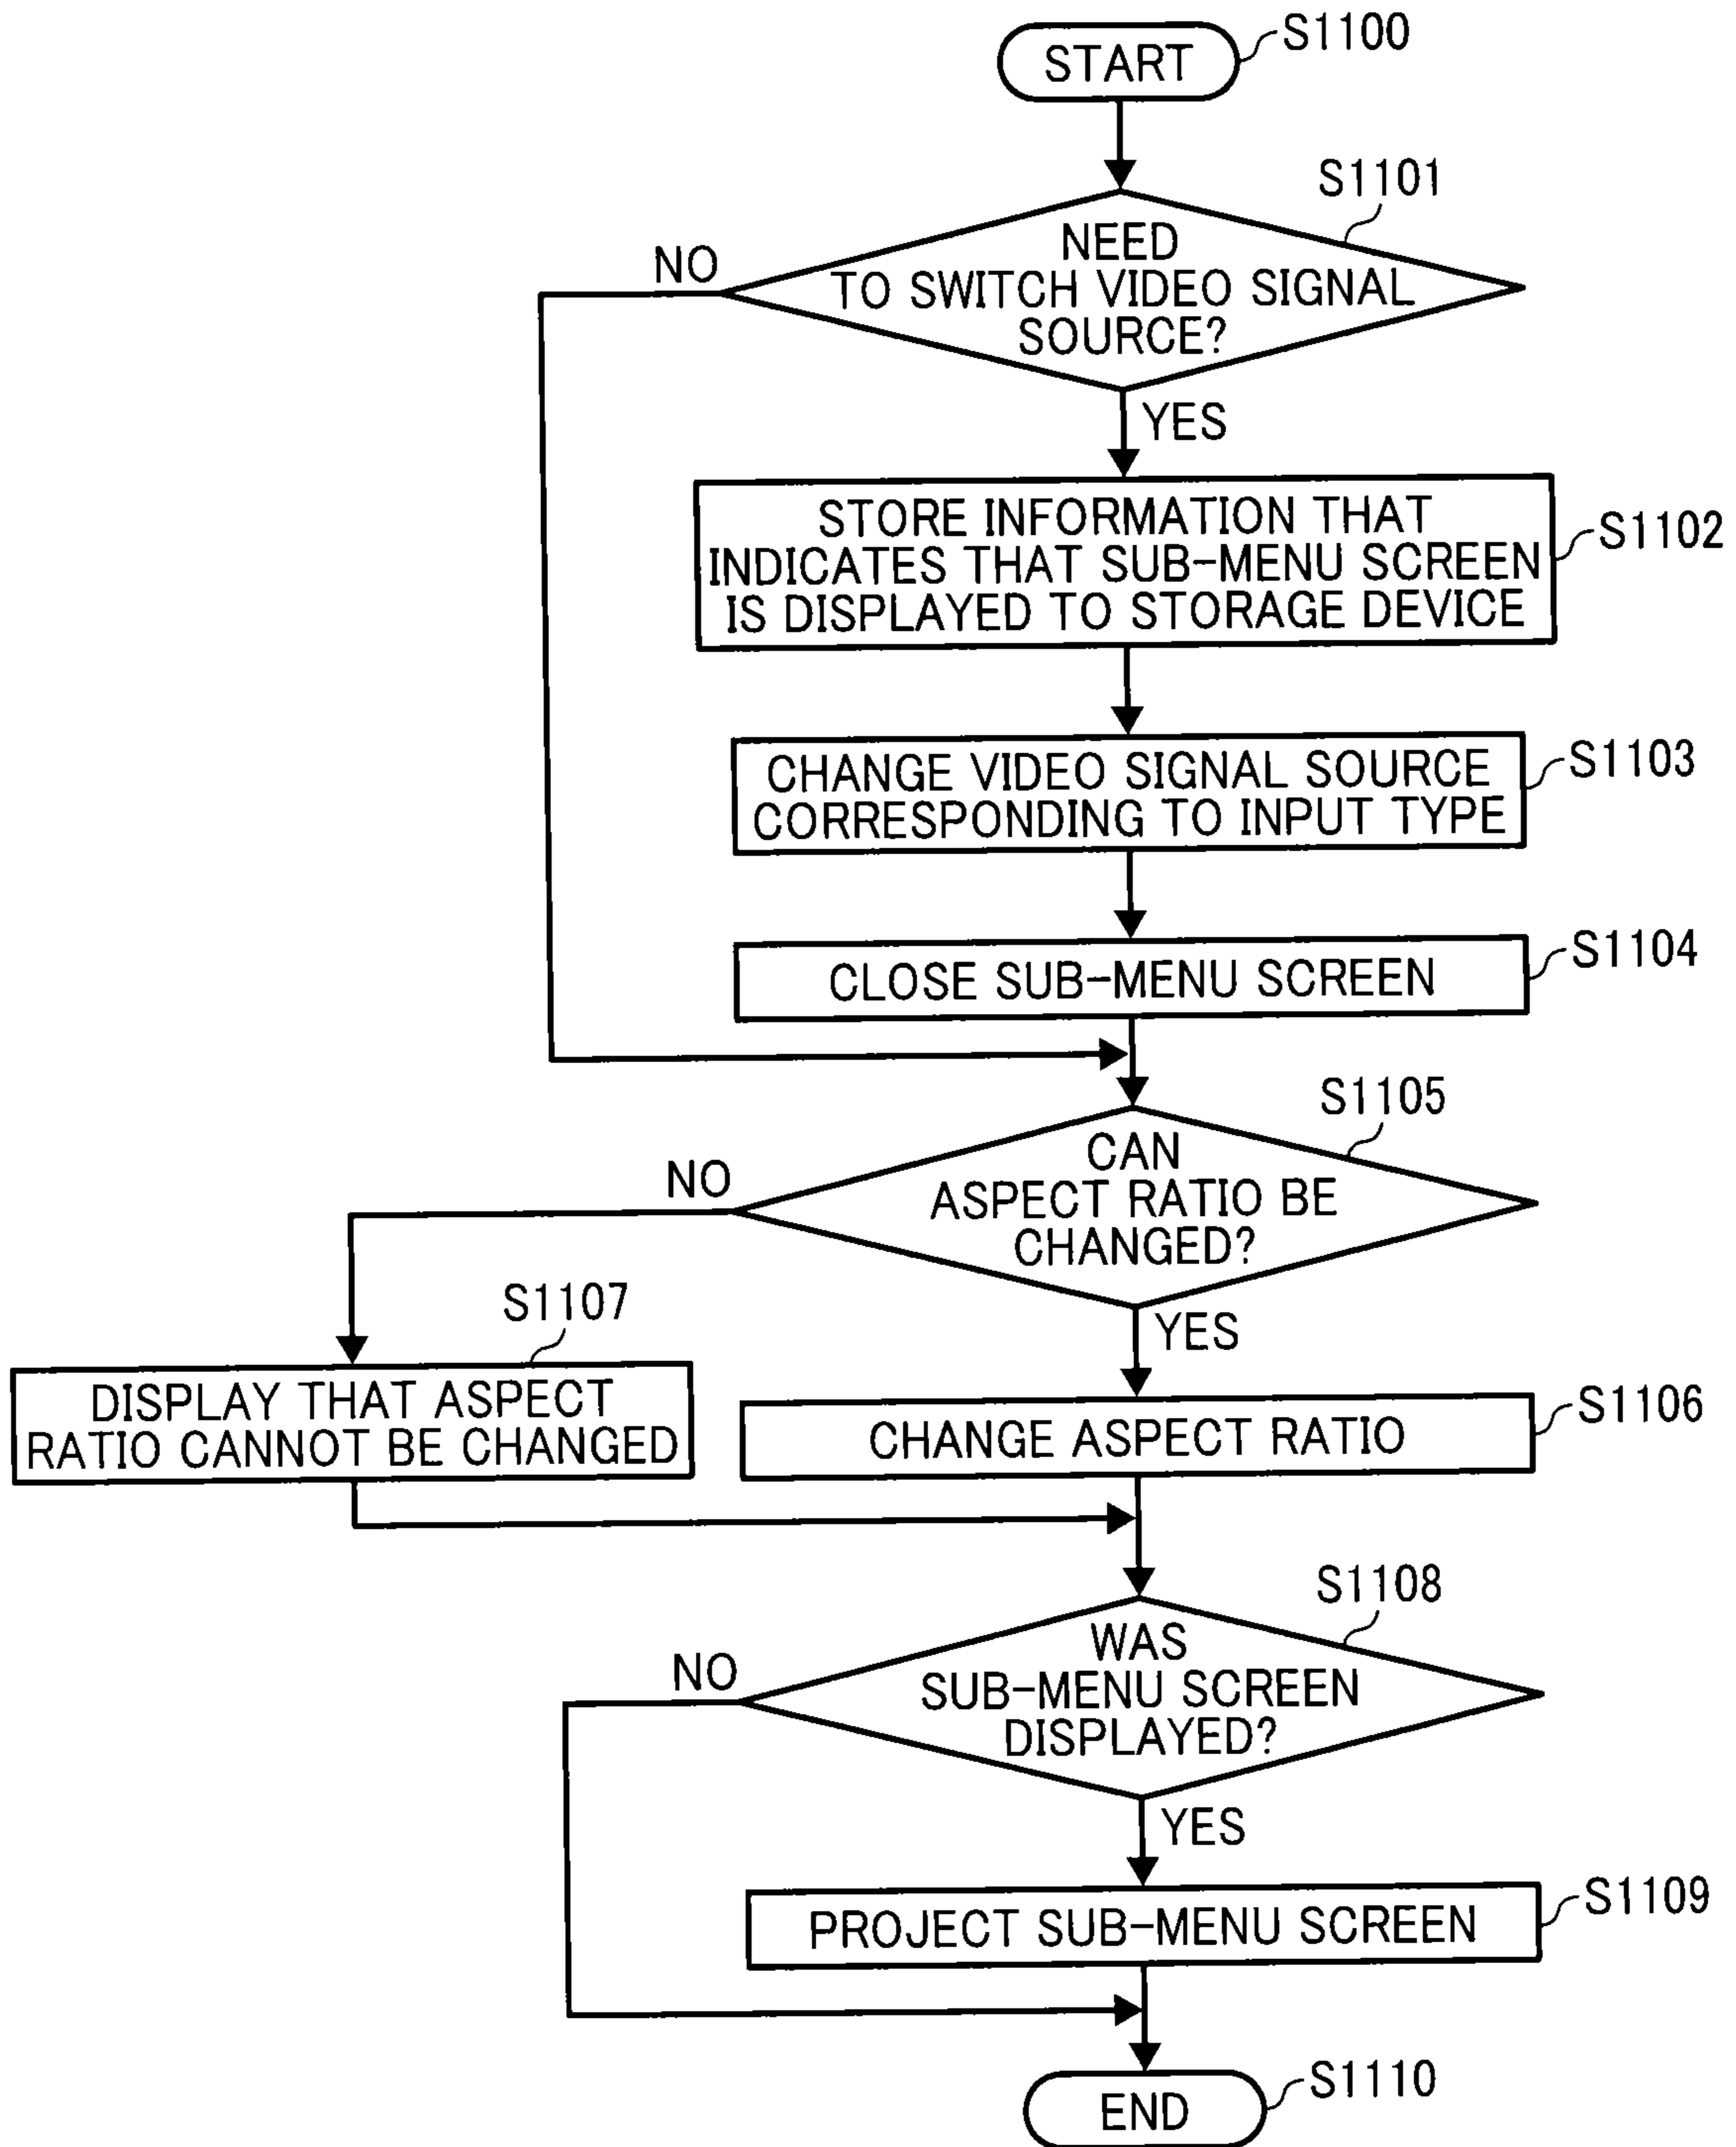 START
S1100
S1101
NEED
TO SWITCH VIDEO SIGNAL
SOURCE?
NO
YES
STORE INFORMATION THAT
INDICATES THAT SUB-MENU SCREEN
IS DISPLAYED TO STORAGE DEVICE
S1102
CHANGE VIDEO SIGNAL SOURCE
CORRESPONDING TO INPUT TYPE
S1103
CLOSE SUB-MENU SCREEN
S1104
S1105
CAN
ASPECT RATIO BE
CHANGED?
NO
YES
S1107
DISPLAY THAT ASPECT
RATIO CANNOT BE CHANGED
CHANGE ASPECT RATIO
S1106
S1108
WAS
SUB-MENU SCREEN
DISPLAYED?
NO
YES
PROJECT SUB-MENU SCREEN
S1109
END
S1110